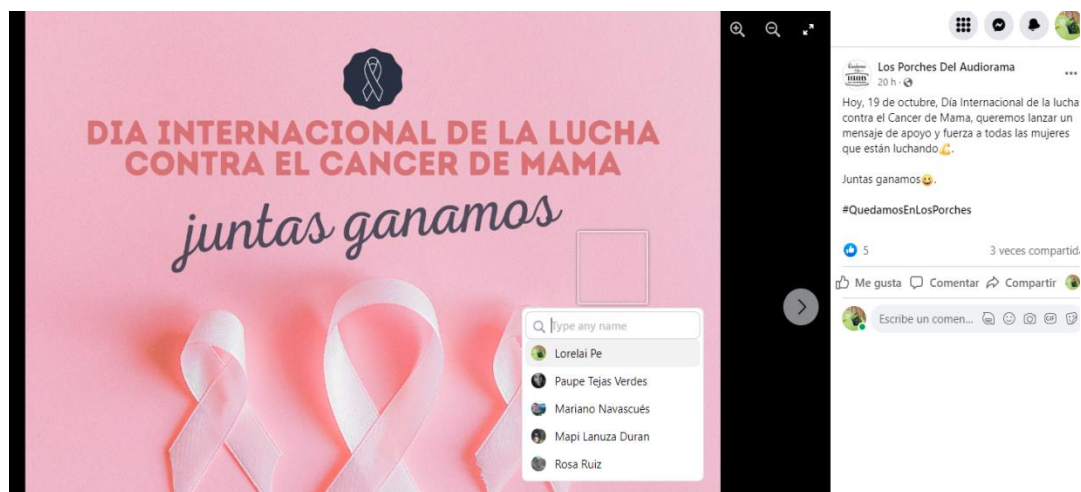 DIA INTERNACIONAL DE LA LUCHA
CONTRA EL CANCER DE MAMA
juntas ganamos
Type any name
Lorelai Pe
Paupe Tejas Verdes
Mariano Navascués
Mapi Lanuza Duran
Rosa Ruiz
Los Porches Del Audiorama
20 h ·
Hoy, 19 de octubre, Día Internacional de la lucha
contra el Cancer de Mama, queremos lanzar un
mensaje de apoyo y fuerza a todas las mujeres
que están luchando💪.
Juntas ganamos😀.
#QuedamosEnLosPorches
5
3 veces compartida
Me gusta Comentar Compartir
Escribe un comen... GIF